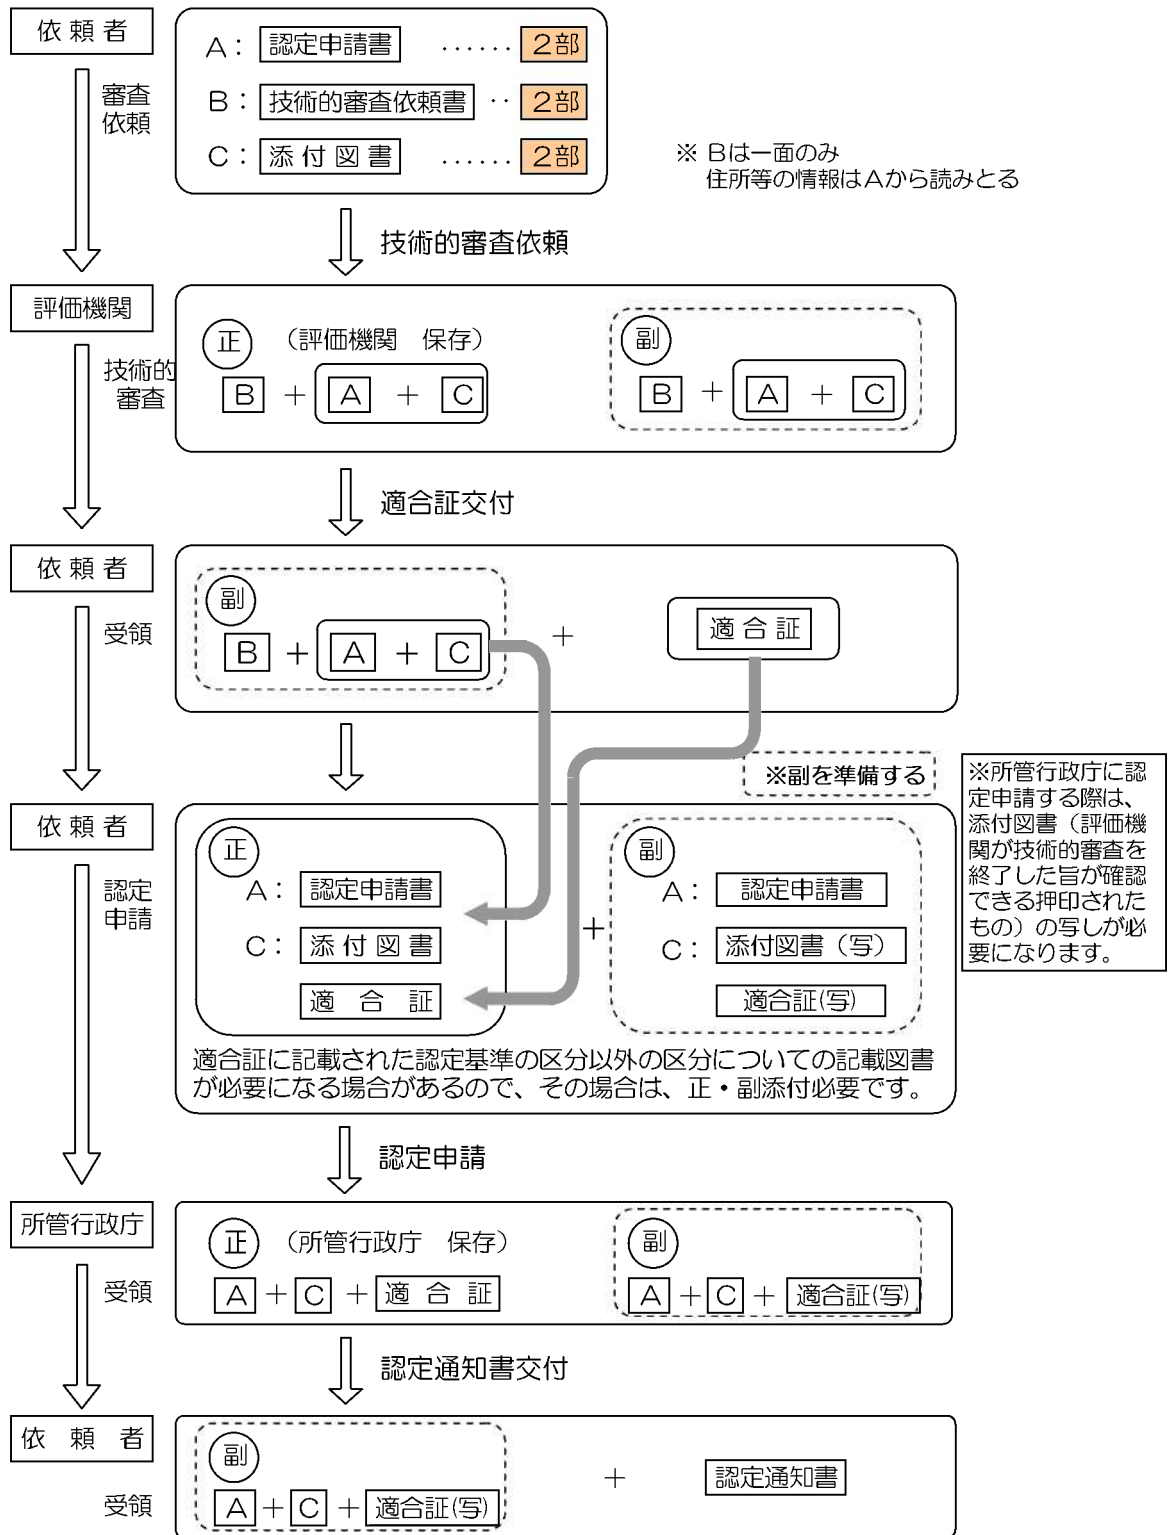 依頼者
審査
依頼
A：認定申請書 …… 2部
B：技術的審査依頼書 ‥ 2部
C：添付図書 …… 2部
※ Bは一面のみ
住所等の情報はAから読みとる
技術的審査依頼
評価機関
技術的
審査
正 （評価機関　保存）
B + A + C
副
B + A + C
適合証交付
依頼者
受領
副
B + A + C
+
適合証
※副を準備する
※所管行政庁に認
定申請する際は、
添付図書（評価機
関が技術的審査を
終了した旨が確認
できる押印された
もの）の写しが必
要になります。
依頼者
認定
申請
正
A：認定申請書
C：添付図書
適合証
+
副
A：認定申請書
C：添付図書（写）
適合証(写)
適合証に記載された認定基準の区分以外の区分についての記載図書
が必要になる場合があるので、その場合は、正・副添付必要です。
認定申請
所管行政庁
受領
正 （所管行政庁　保存）
A + C + 適合証
副
A + C + 適合証(写)
認定通知書交付
依頼者
受領
副
A + C + 適合証(写)
+
認定通知書